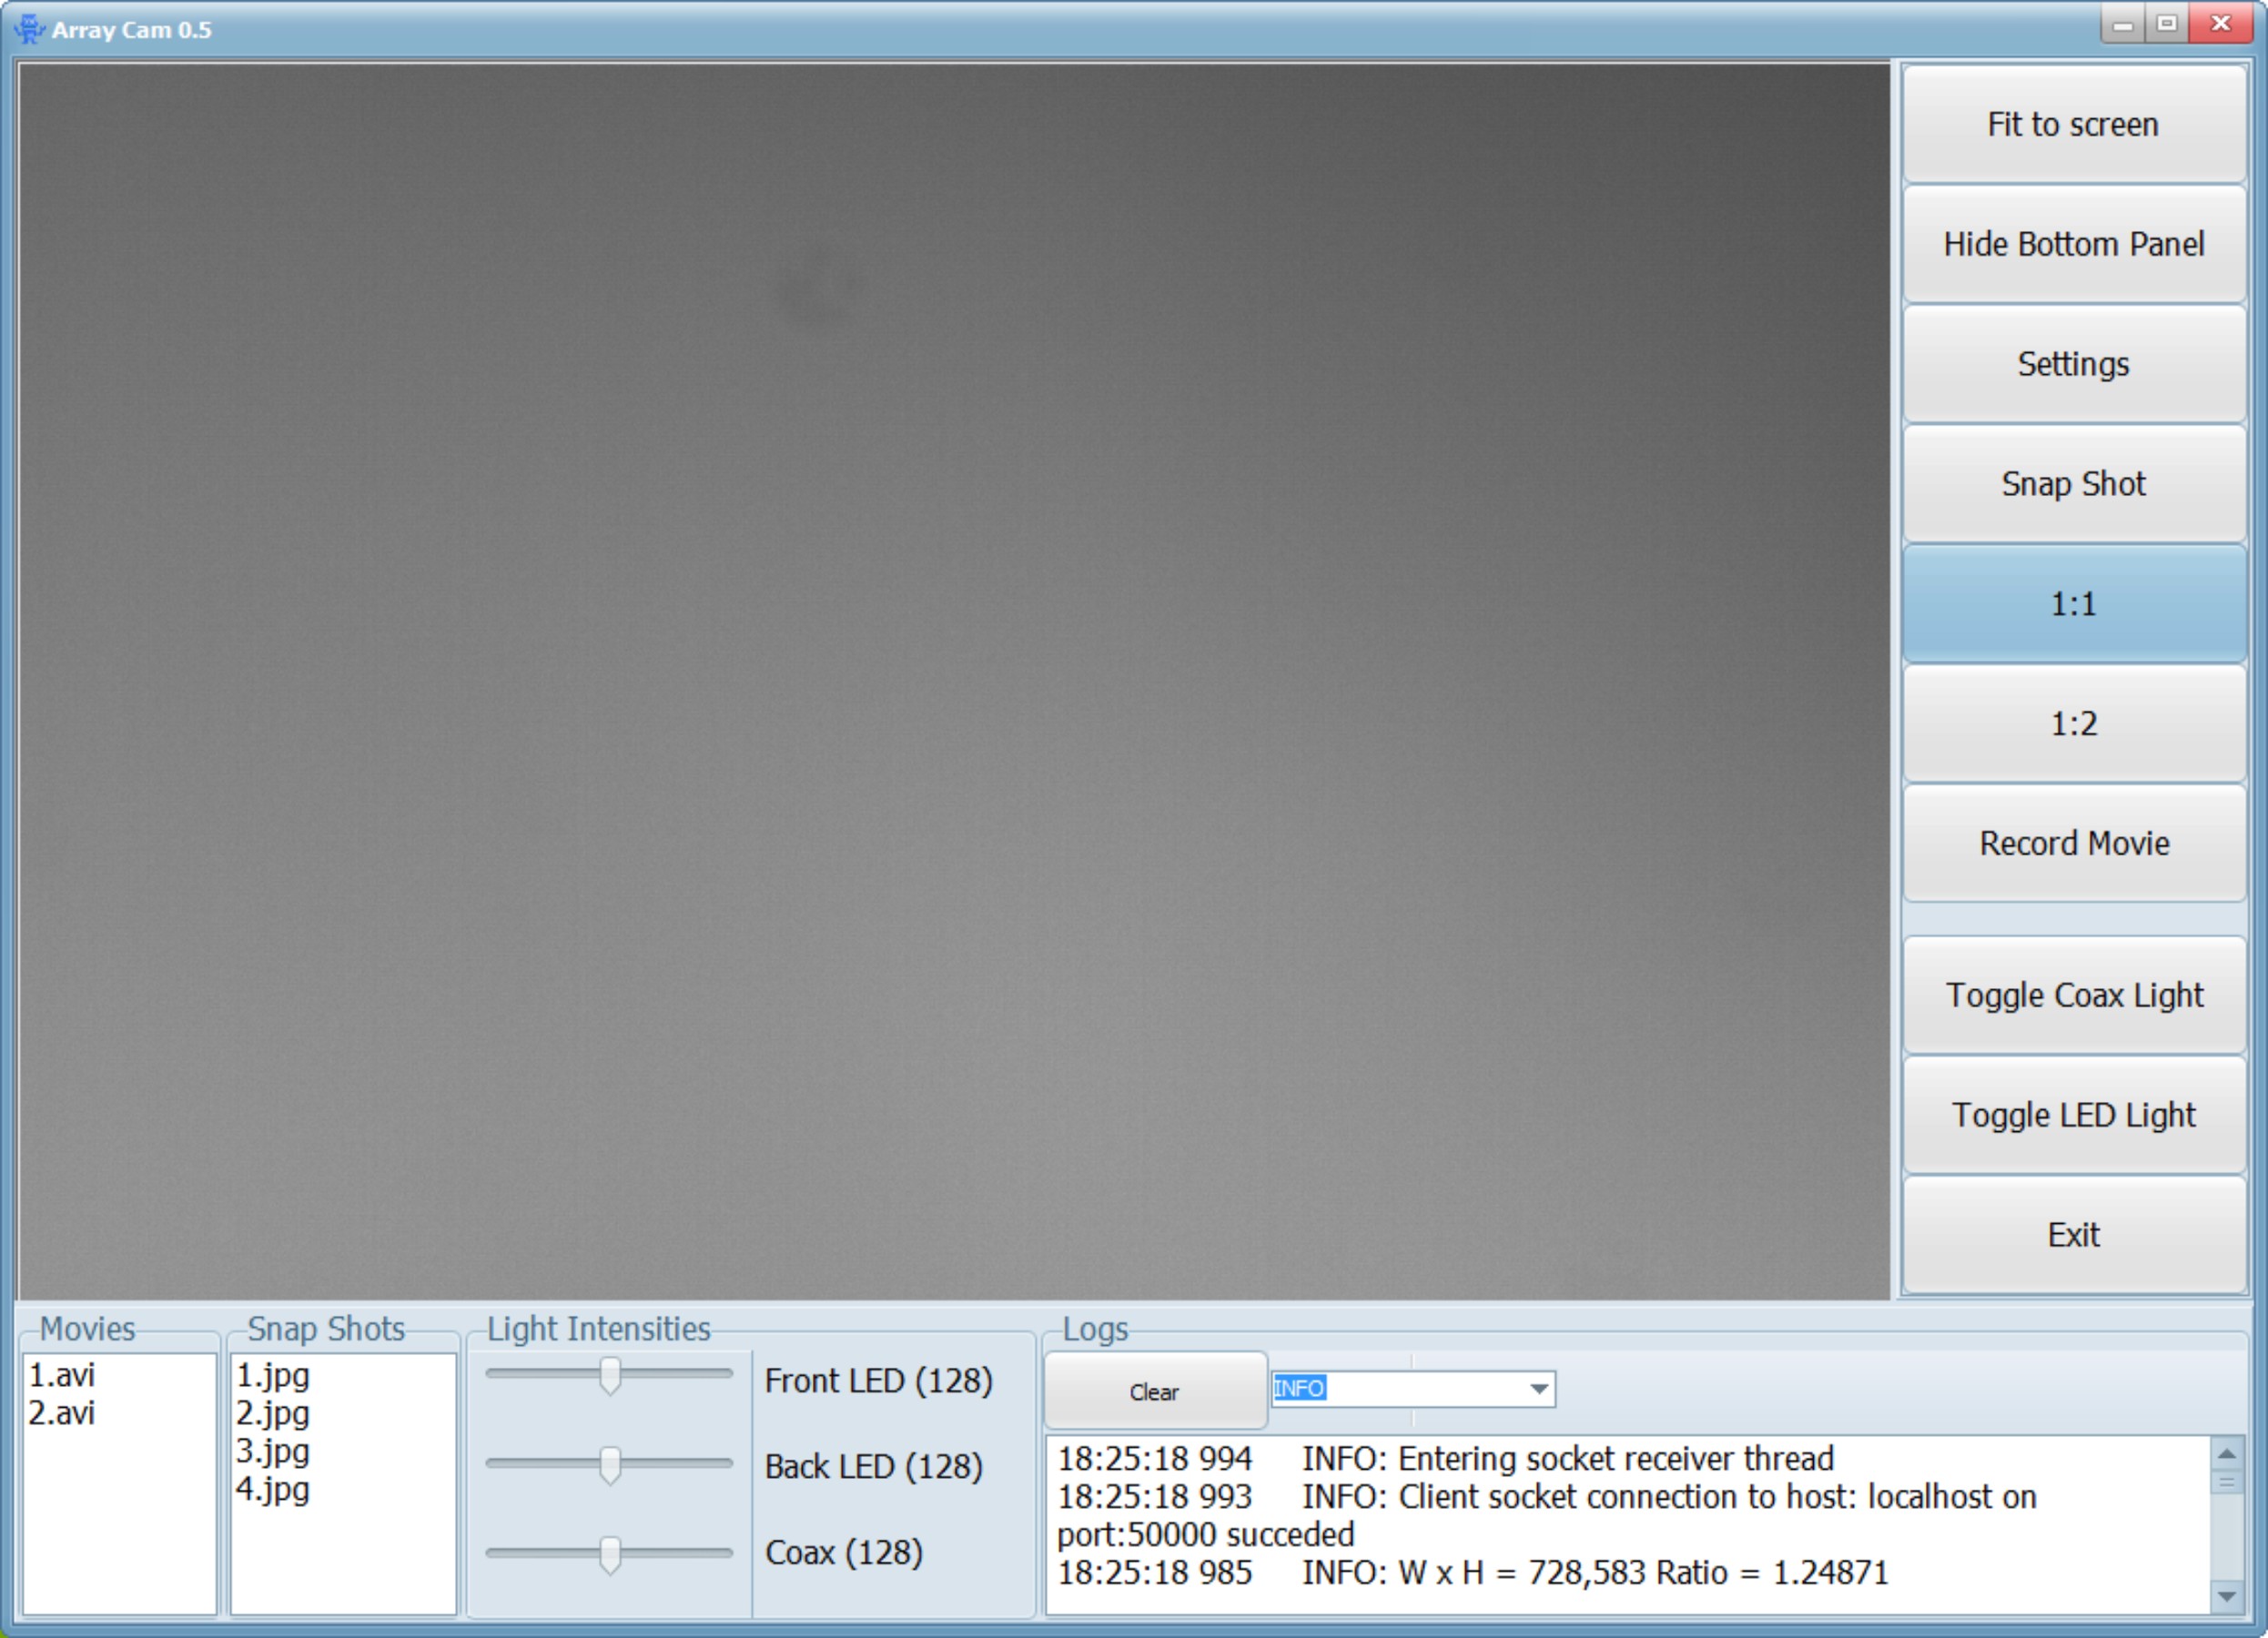 Array Cam 0.5
Fit to screen
Hide Bottom Panel
Settings
Snap Shot
1:1
1:2
Record Movie
Toggle Coax Light
Toggle LED Light
Exit
Movies
1.avi
2.avi
Snap Shots
1.jpg
2.jpg
3.jpg
4.jpg
Light Intensities
Front LED (128)
Back LED (128)
Coax (128)
Logs
Clear
INFO
18:25:18 994 INFO: Entering socket receiver thread
18:25:18 993 INFO: Client socket connection to host: localhost on
port:50000 succeded
18:25:18 985 INFO: W x H = 728,583 Ratio = 1.24871